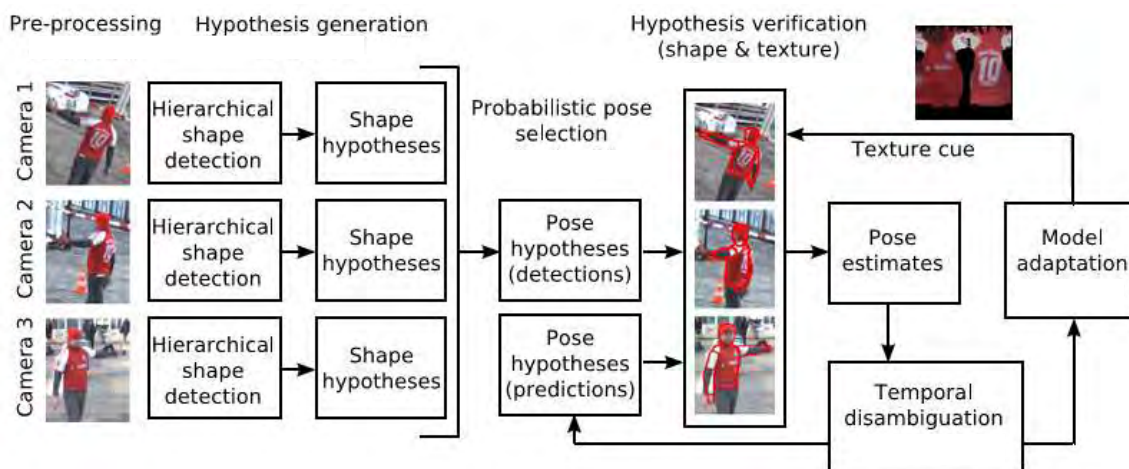 Pre-processing
Hypothesis generation
Hypothesis verification
(shape & texture)
Camera 1
Hierarchical
shape
detection
Shape
hypotheses
Probabilistic pose
selection
10
10
Texture cue
Camera 2
Hierarchical
shape
detection
Shape
hypotheses
Pose
hypotheses
(detections)
Pose
estimates
Model
adaptation
Camera 3
Hierarchical
shape
detection
Shape
hypotheses
Pose
hypotheses
(predictions)
Temporal
disambiguation